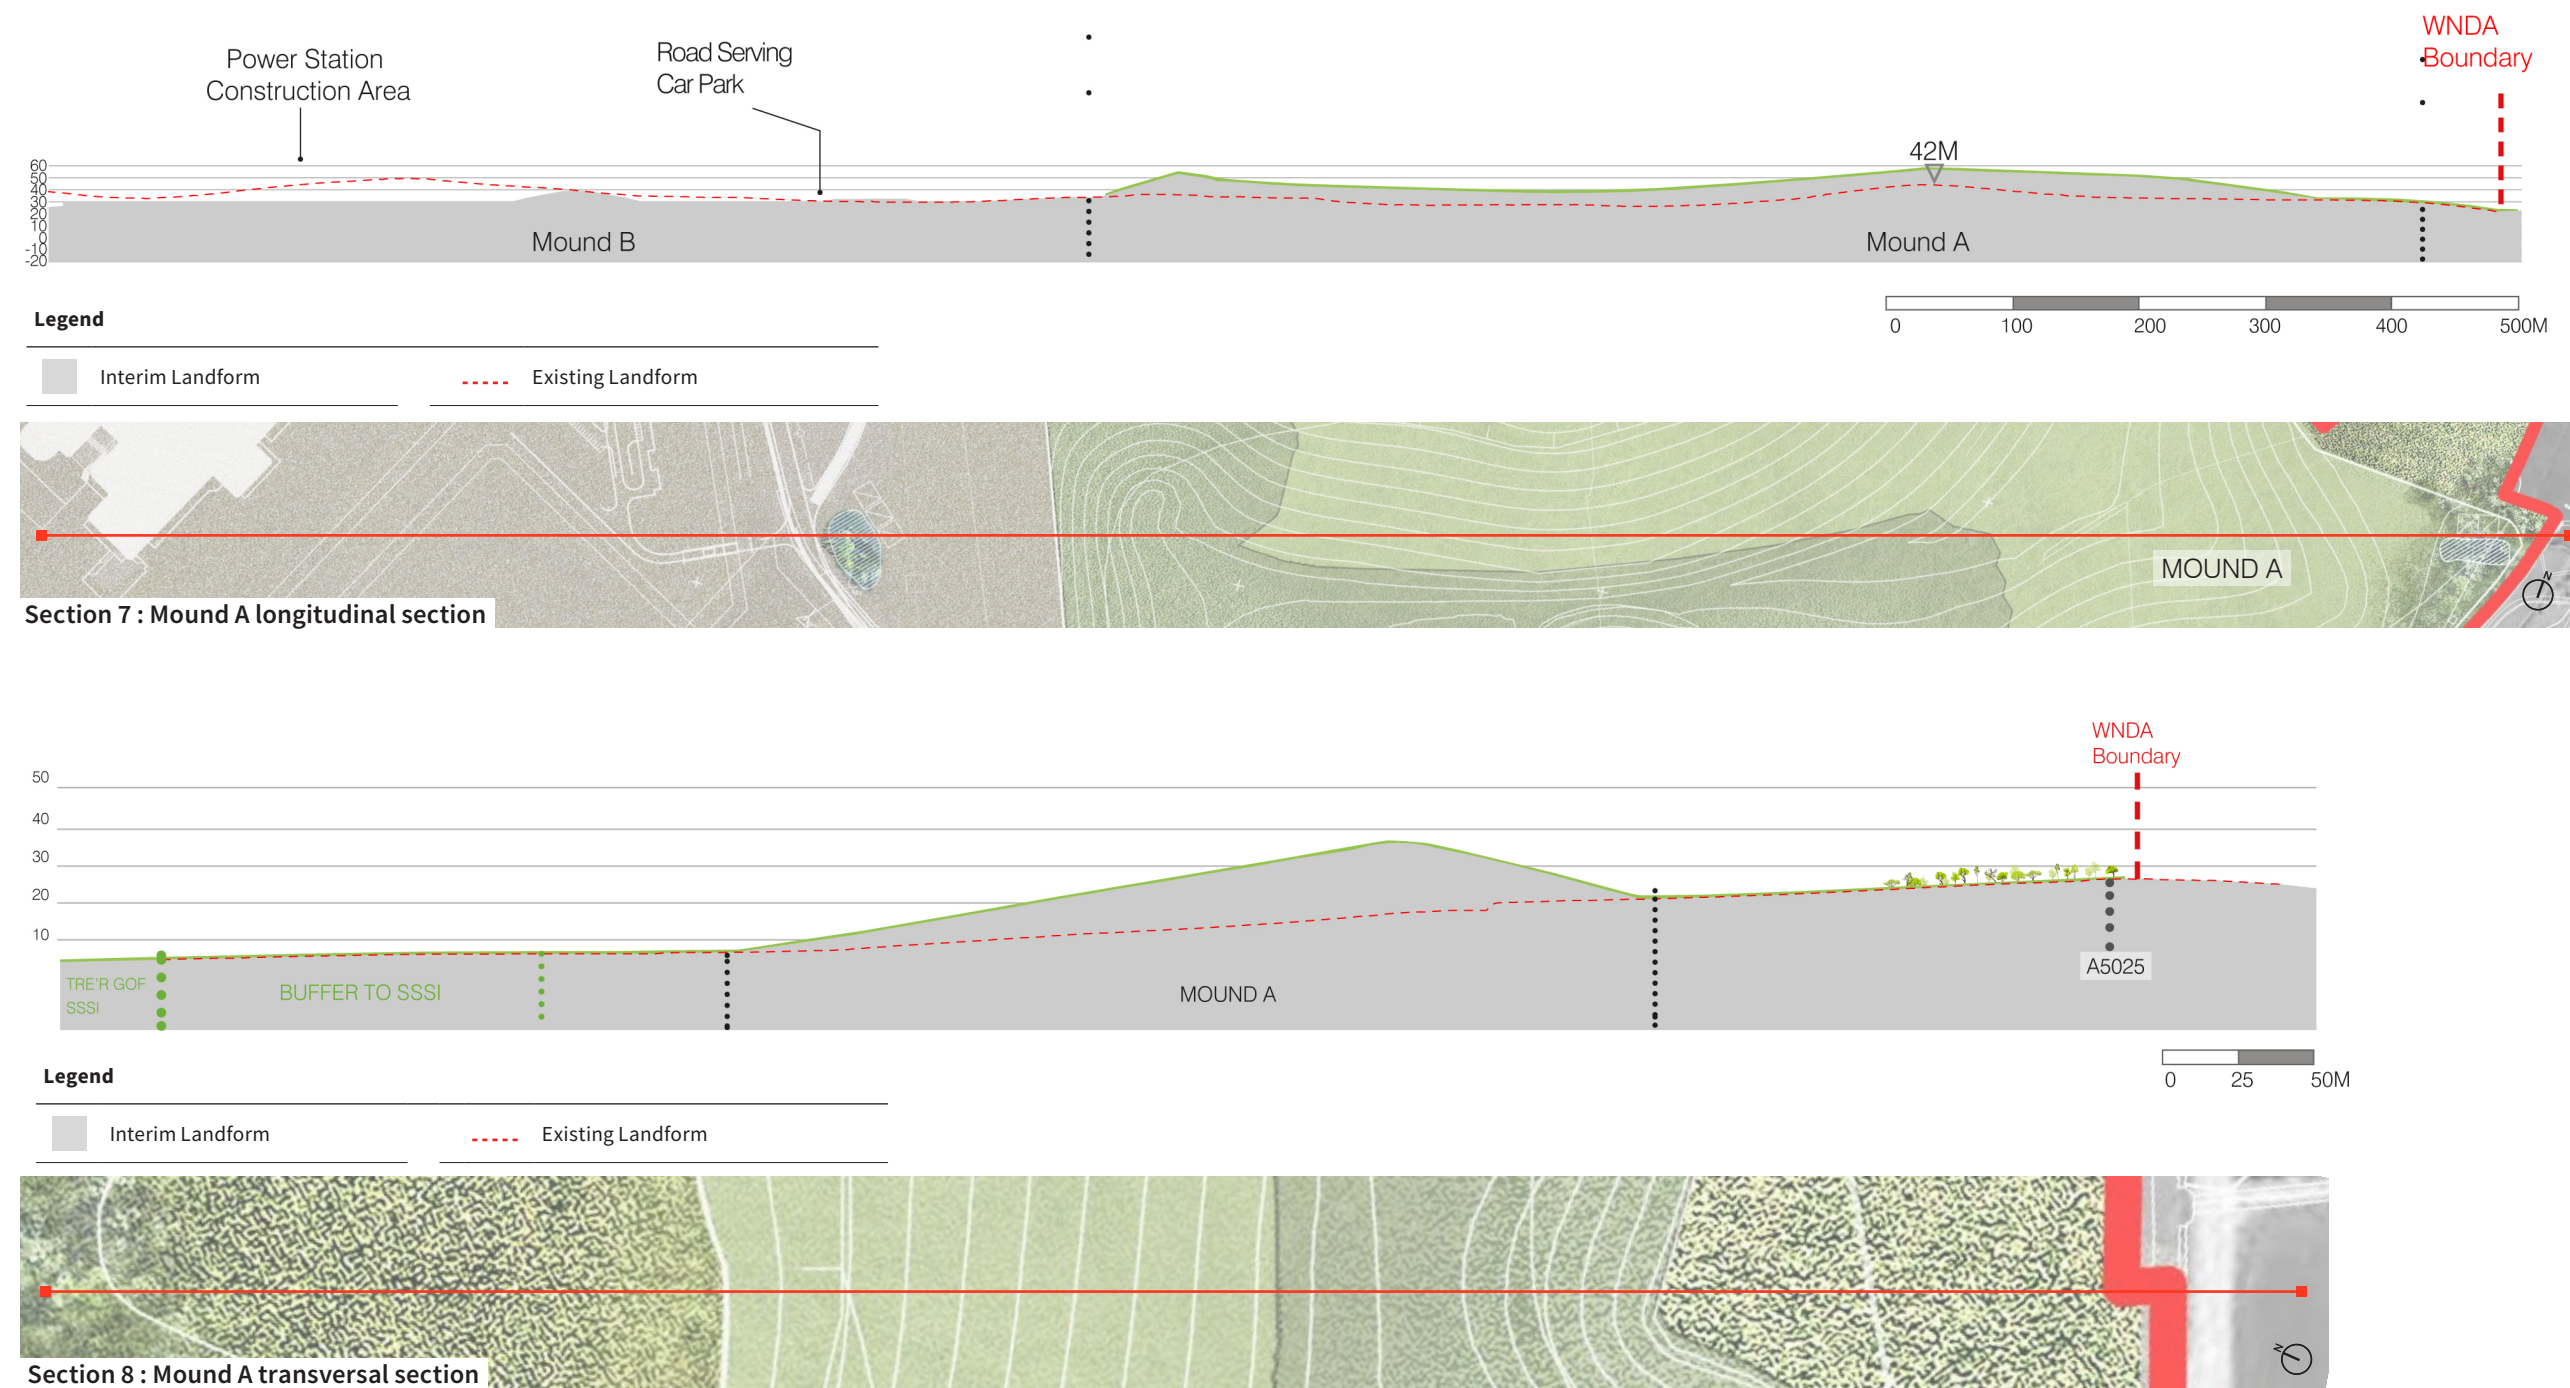 WNDA
Boundary
Power Station
Construction Area
Road Serving
Car Park
42M
60
50
40
30
20
10
0
-10
-20
Mound B
Mound A
0 100 200 300 400 500M
Legend
Interim Landform
Existing Landform
MOUND A
N
Section 7 : Mound A longitudinal section
WNDA
Boundary
50
40
30
20
10
TRE'R GOF
SSSI
BUFFER TO SSSI
MOUND A
A5025
0 25 50M
Legend
Interim Landform
Existing Landform
N
Section 8 : Mound A transversal section